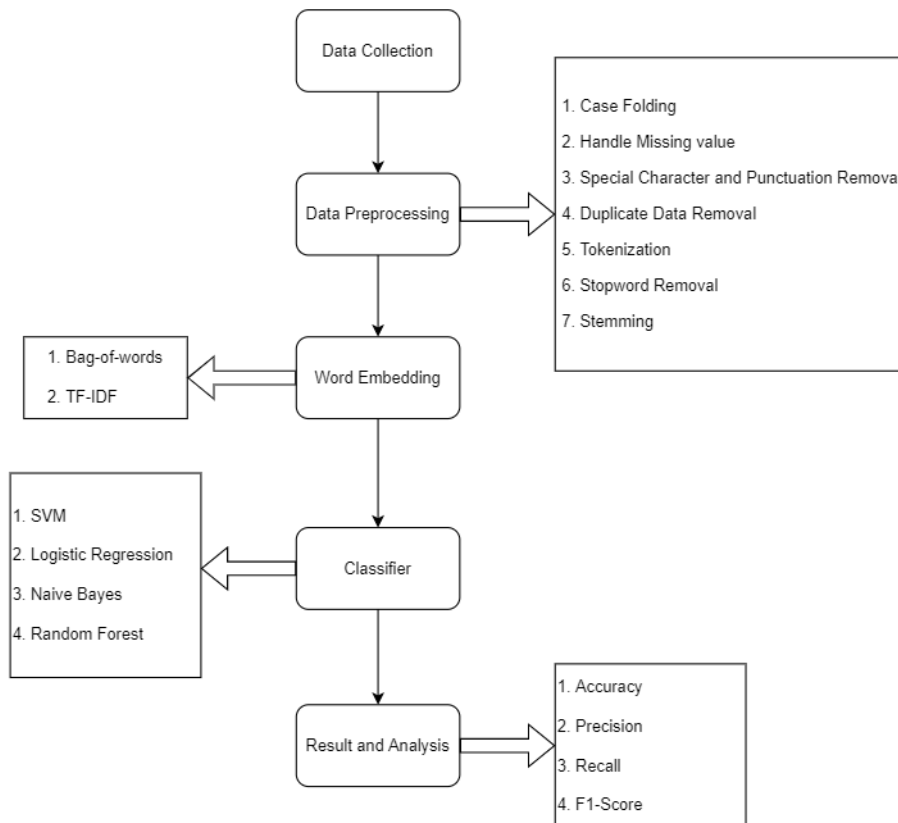 Data Collection
1. Case Folding
2. Handle Missing value
3. Special Character and Punctuation Remova
4. Duplicate Data Removal
5. Tokenization
6. Stopword Removal
7. Stemming
Data Preprocessing
1. Bag-of-words
2. TF-IDF
Word Embedding
1. SVM
2. Logistic Regression
3. Naive Bayes
4. Random Forest
Classifier
Result and Analysis
1. Accuracy
2. Precision
3. Recall
4. F1-Score